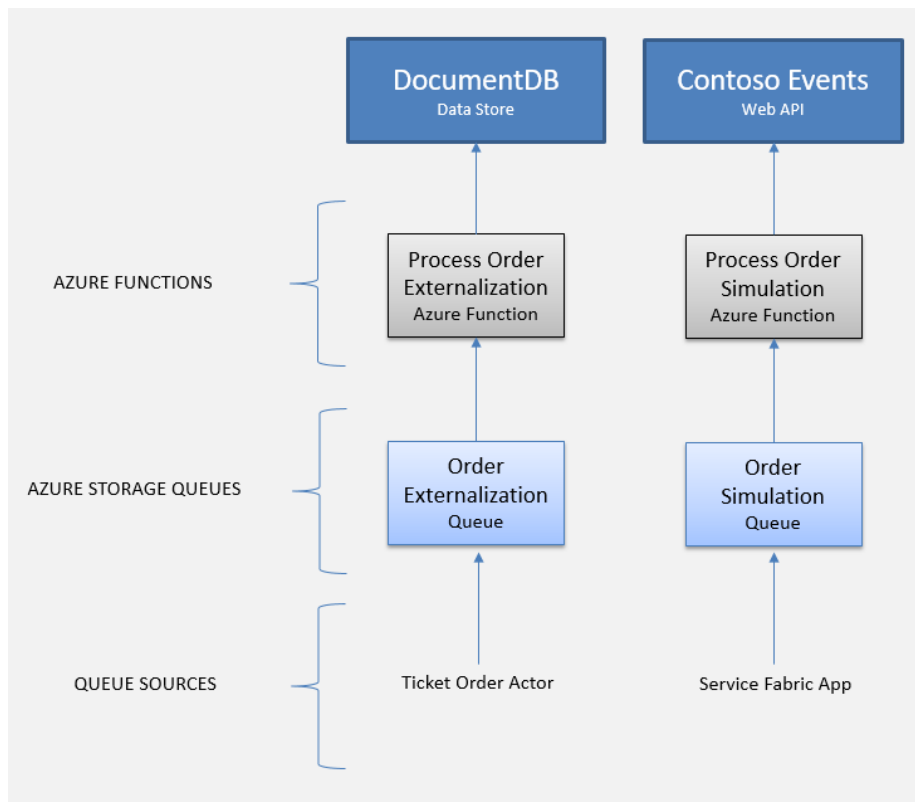 DocumentDB
Data Store
Contoso Events
Web API
AZURE FUNCTIONS
Process Order
Externalization
Azure Function
Process Order
Simulation
Azure Function
AZURE STORAGE QUEUES
Order
Externalization
Queue
Order
Simulation
Queue
QUEUE SOURCES
Ticket Order Actor
Service Fabric App